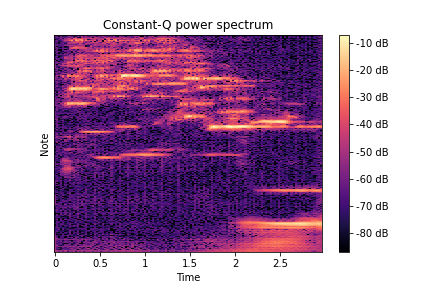 Constant-Q power spectrum
Note
0
0.5
1
1.5
2
2.5
Time
-10 dB
-20 dB
-30 dB
-40 dB
-50 dB
-60 dB
-70 dB
-80 dB